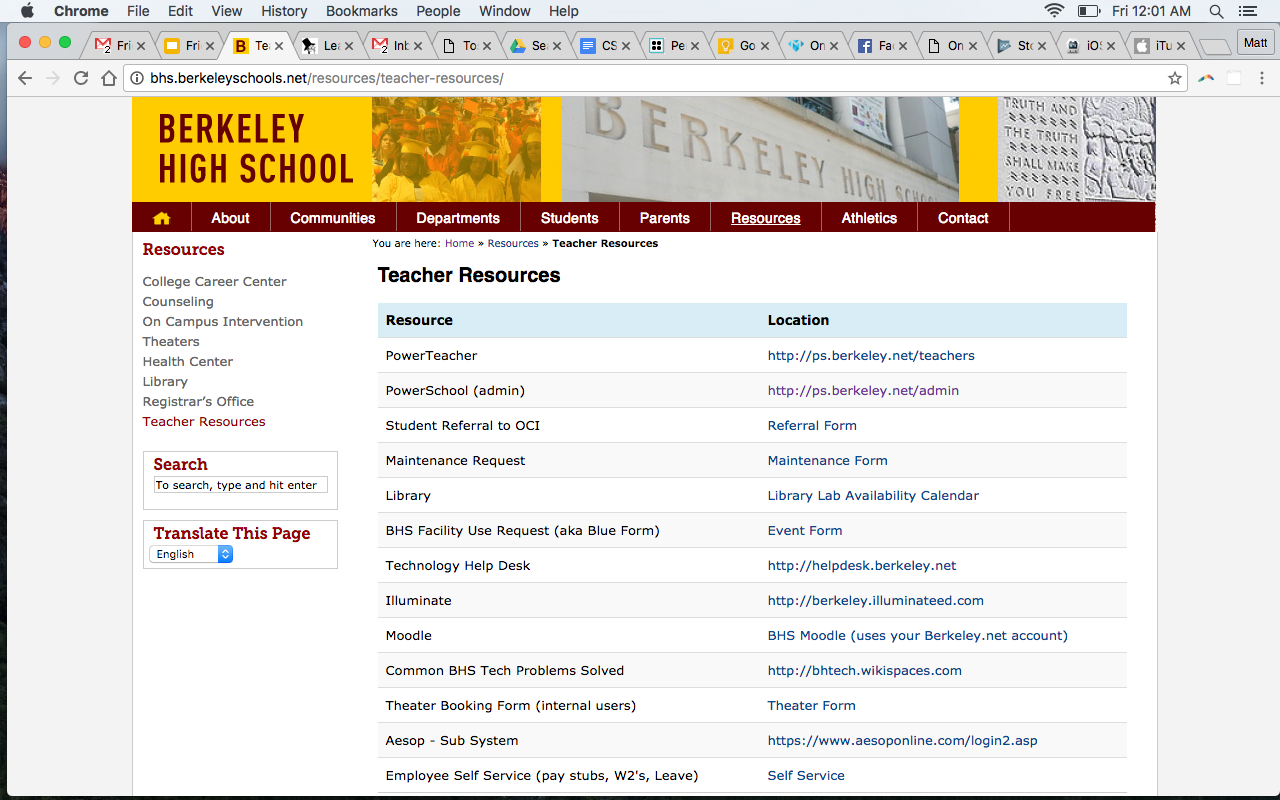 Chrome File Edit View History Bookmarks People Window Help Fri 12:01 AM
Fri Fri Tea Lea Inb To Sea CS Pe Go On Fa On Sto iOS iTu Matt
bhs.berkeleyschools.net/resources/teacher-resources/
BERKELEY
HIGH SCHOOL
BERKELEY HIGH SCHOO
TRUTH AND
THE TRUTH
SHALL MAKE
YOU FREE
About Communities Departments Students Parents Resources Athletics Contact
Resources
College Career Center
Counseling
On Campus Intervention
Theaters
Health Center
Library
Registrar’s Office
Teacher Resources
Search
To search, type and hit enter
Translate This Page
English
You are here: Home » Resources » Teacher Resources
Teacher Resources
Resource Location
PowerTeacher http://ps.berkeley.net/teachers
PowerSchool (admin) http://ps.berkeley.net/admin
Student Referral to OCI Referral Form
Maintenance Request Maintenance Form
Library Library Lab Availability Calendar
BHS Facility Use Request (aka Blue Form) Event Form
Technology Help Desk http://helpdesk.berkeley.net
Illuminate http://berkeley.illuminateed.com
Moodle BHS Moodle (uses your Berkeley.net account)
Common BHS Tech Problems Solved http://bhtech.wikispaces.com
Theater Booking Form (internal users) Theater Form
Aesop - Sub System https://www.aesoponline.com/login2.asp
Employee Self Service (pay stubs, W2's, Leave) Self Service